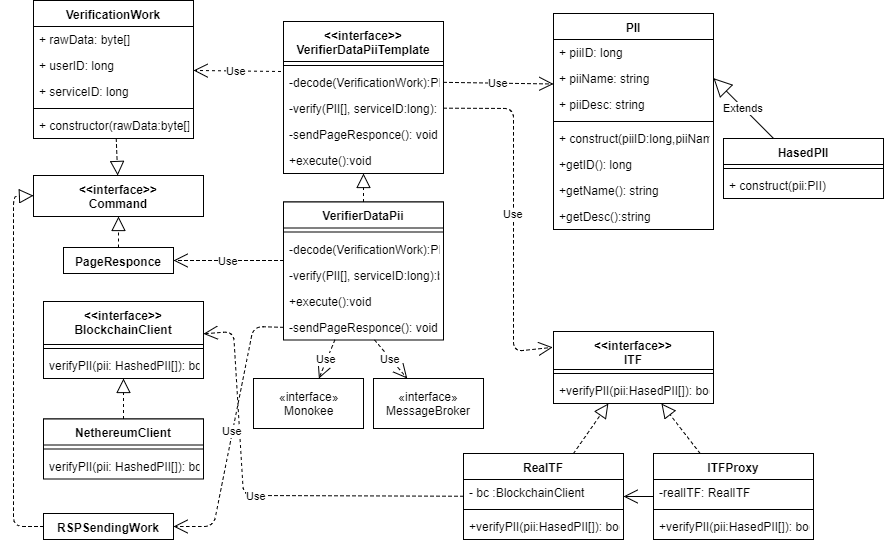 VerificationWork
+ rawData: byte[]
+ userID: long
+ serviceID: long
+ constructor(rawData:byte[]
<<interface>>
VerifierDataPiiTemplate
-decode(VerificationWork):PI
-verify(PII[], serviceID:long):
-sendPageResponce(): void
+execute():void
PII
+ piiID: long
+ piiName: string
+ piiDesc: string
+ construct(piiID:long,piiNam
+getID(): long
+getName(): string
+getDesc():string
Extends
HasedPII
+ construct(pii:PII)
Use
Use
Use
<<interface>>
Command
PageResponce
Use
VerifierDataPii
-decode(VerificationWork):PI
-verify(PII[], serviceID:long):b
+execute():void
-sendPageResponce(): void
<<interface>>
BlockchainClient
verifyPII(pii: HashedPII[]): bo
NethereumClient
verifyPII(pii: HashedPII[]): bo
RSPSendingWork
Use
Use
Use
«interface»
Monokee
«interface»
MessageBroker
<<interface>>
ITF
+verifyPII(pii:HasedPII[]): bo
RealTF
- bc :BlockchainClient
+verifyPII(pii:HasedPII[]): bo
ITFProxy
-realITF: RealITF
+verifyPII(pii:HasedPII[]): bo
Use